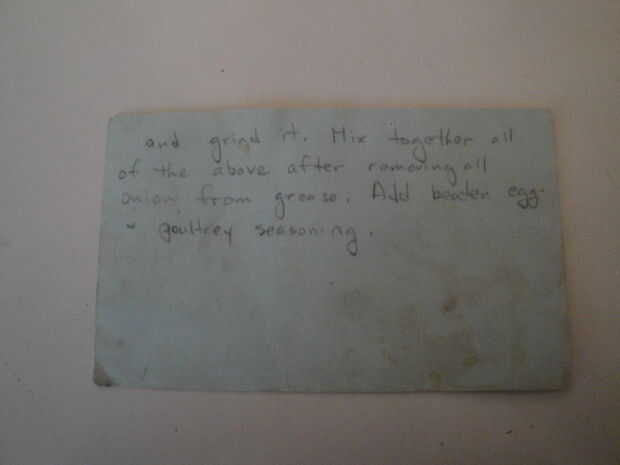 and grind it. Mix together all
of the above after removing all
onion from grease. Add beaten egg
& poultrey seasoning.